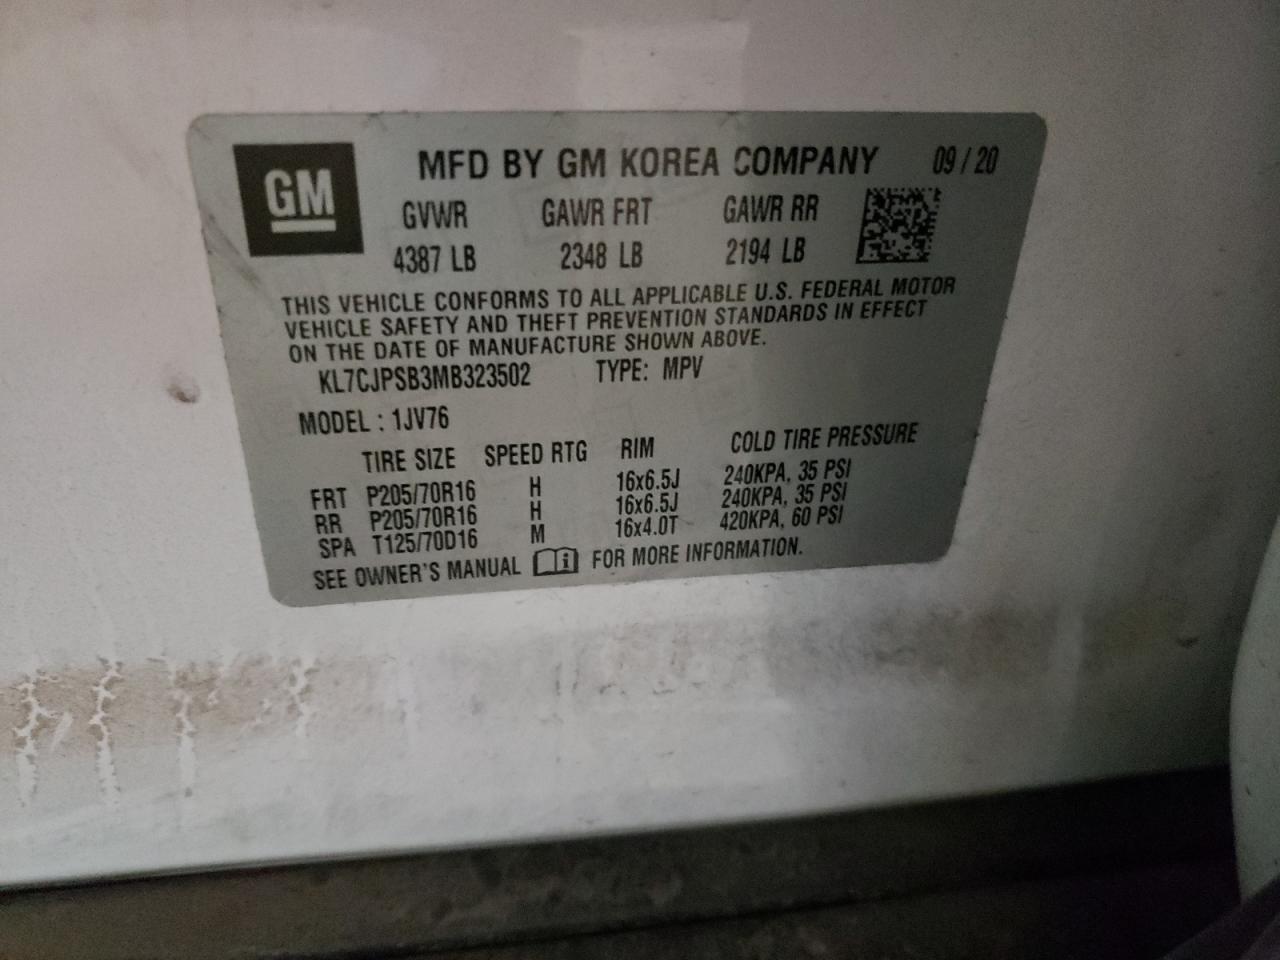 GM
MFD BY GM KOREA COMPANY 09/20
GVWR GAWR FRT GAWR RR
4387 LB 2348 LB 2194 LB
THIS VEHICLE CONFORMS TO ALL APPLICABLE U.S. FEDERAL MOTOR
VEHICLE SAFETY AND THEFT PREVENTION STANDARDS IN EFFECT
ON THE DATE OF MANUFACTURE SHOWN ABOVE.
KL7CJPSB3MB323502 TYPE: MPV
MODEL : 1JV76
TIRE SIZE SPEED RTG RIM COLD TIRE PRESSURE
FRT P205/70R16 H 16x6.5J 240KPA, 35 PSI
RR P205/70R16 H 16x6.5J 240KPA, 35 PSI
SPA T125/70D16 M 16x4.0T 420KPA, 60 PSI
SEE OWNER'S MANUAL i FOR MORE INFORMATION.